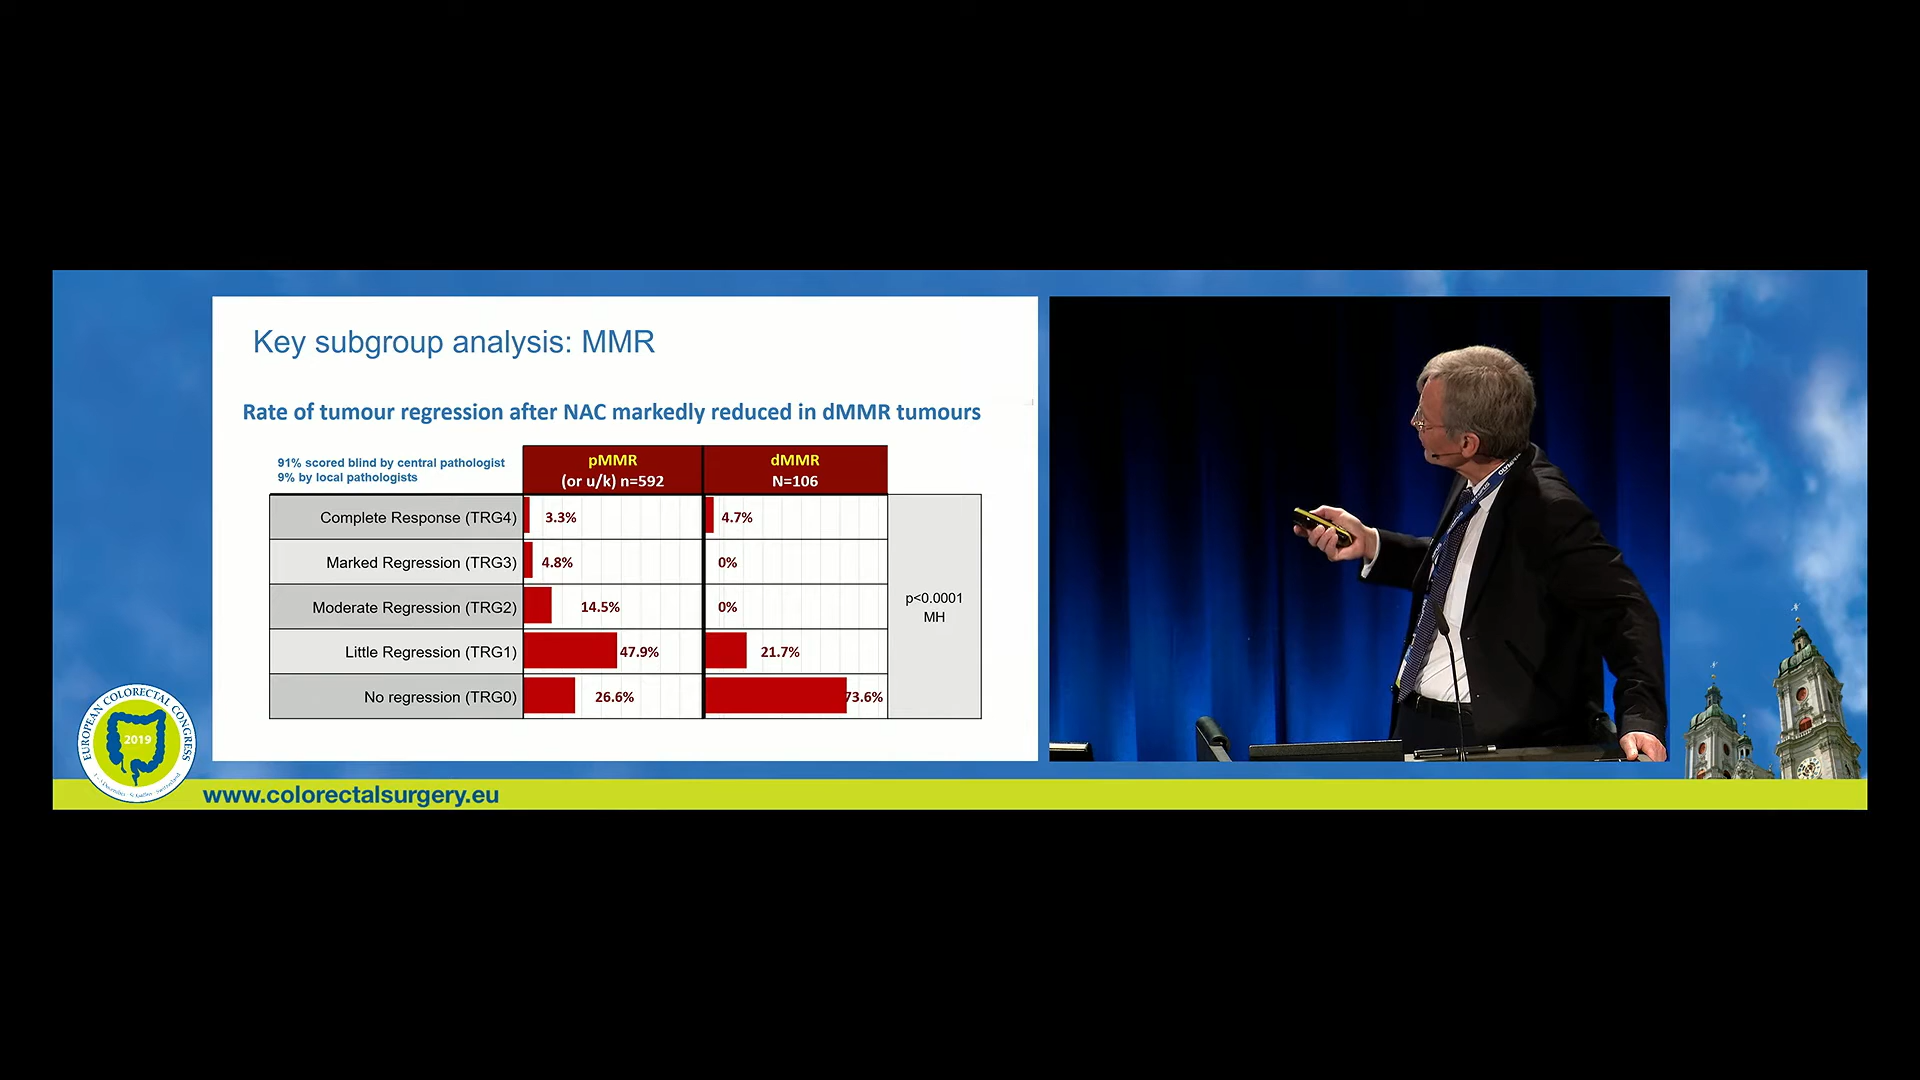 Key subgroup analysis: MMR
Rate of tumour regression after NAC markedly reduced in dMMR tumours
91% scored blind by central pathologist
9% by local pathologists
pMMR
(or u/k) n=592
dMMR
N=106
Complete Response (TRG4) 3.3% 4.7%
Marked Regression (TRG3) 4.8% 0%
Moderate Regression (TRG2) 14.5% 0%
Little Regression (TRG1) 47.9% 21.7%
No regression (TRG0) 26.6% 73.6%
p<0.0001
MH
EUROPEAN COLORECTAL CONGRESS
2019
www.colorectalsurgery.eu